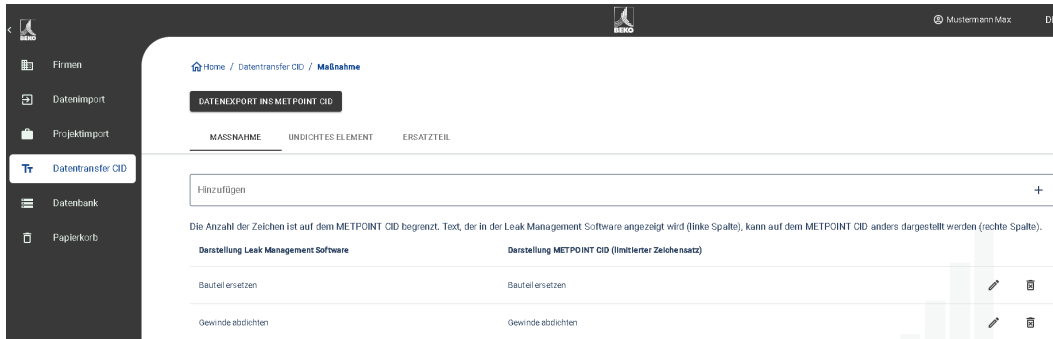 BEKO
BEKO
Mustermann Max
Firmen
Datenimport
Projektimport
Datentransfer CID
Datenbank
Papierkorb
Home / Datentransfer CID / Maßnahme
DATENEXPORT INS METPOINT CID
MASSNAHME UNDICHTES ELEMENT ERSATZTEIL
Hinzufügen
Die Anzahl der Zeichen ist auf dem METPOINT CID begrenzt. Text, der in der Leak Management Software angezeigt wird (linke Spalte), kann auf dem METPOINT CID anders dargestellt werden (rechte Spalte).
Darstellung Leak Management Software Darstellung METPOINT CID (limitierter Zeichensatz)
Bauteil ersetzen Bauteil ersetzen
Gewinde abdichten Gewinde abdichten